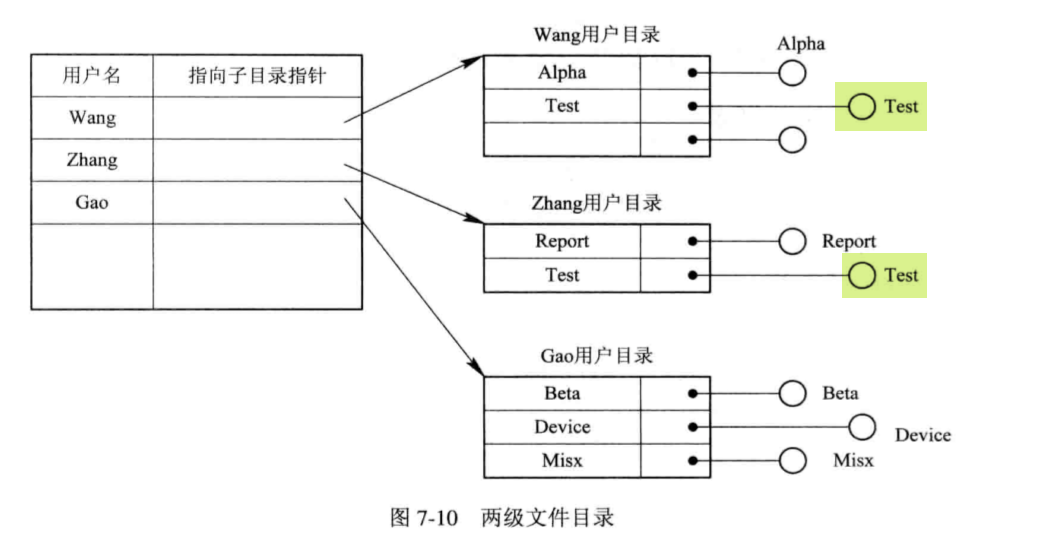 用户名 指向子目录指针
Wang
Zhang
Gao
Wang用户目录
Alpha
Alpha
Test
Test
Zhang用户目录
Report
Report
Test
Test
Gao用户目录
Beta
Beta
Device
Device
Misx
Misx
图 7-10 两级文件目录